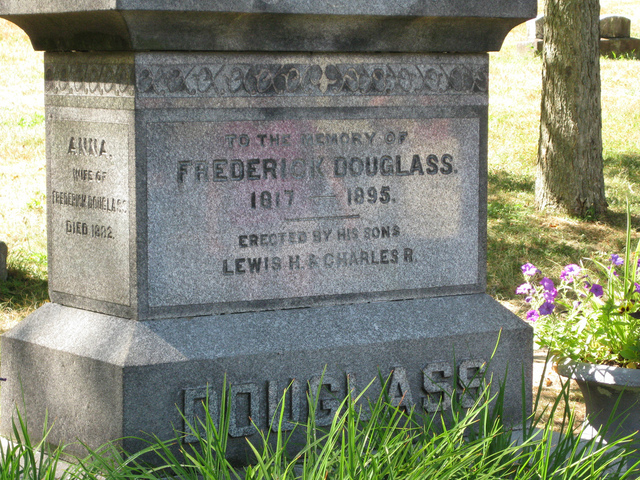 ANNA.
WIFE OF
FREDERICK DOUGLASS.
DIED 1882.
TO THE MEMORY OF
FREDERICK DOUGLASS.
1817 — 1895.
ERECTED BY HIS SONS
LEWIS H. & CHARLES R.
DOUGLASS